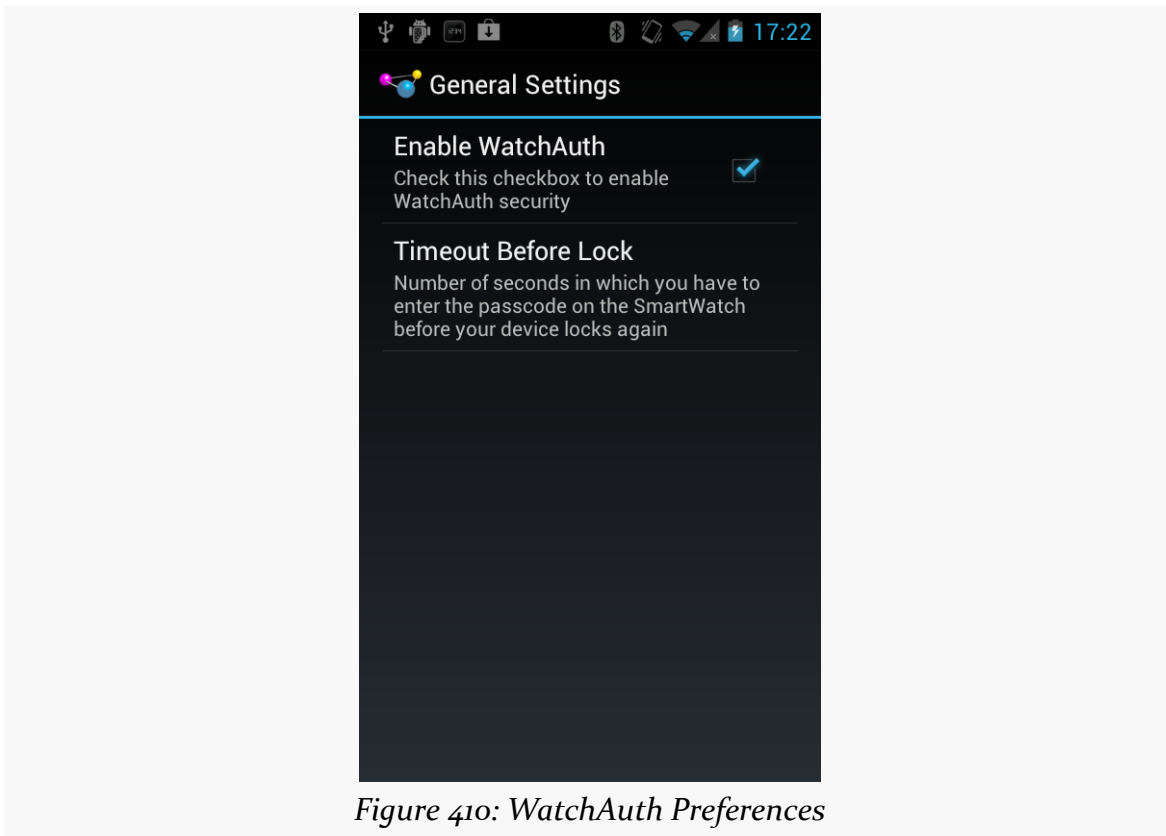 17:22
General Settings
Enable WatchAuth
Check this checkbox to enable
WatchAuth security
Timeout Before Lock
Number of seconds in which you have to
enter the passcode on the SmartWatch
before your device locks again
Figure 410: WatchAuth Preferences